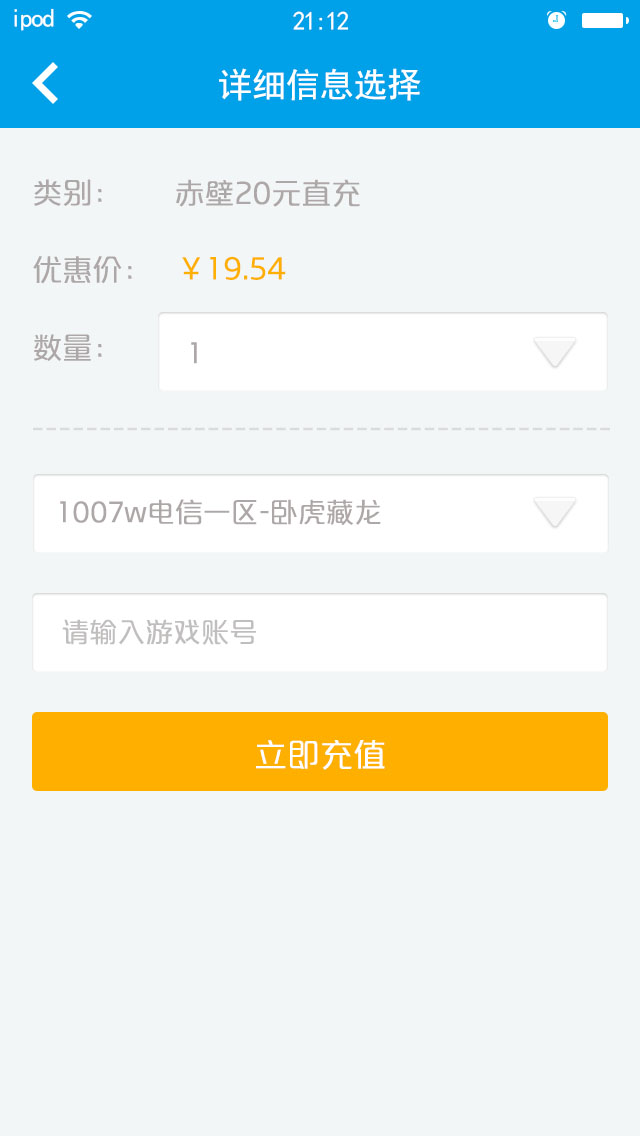 ipod 21:12
详细信息选择
类别： 赤壁20元直充
优惠价： ￥19.54
数量： 1
1007w电信一区-卧虎藏龙
请输入游戏账号
立即充值